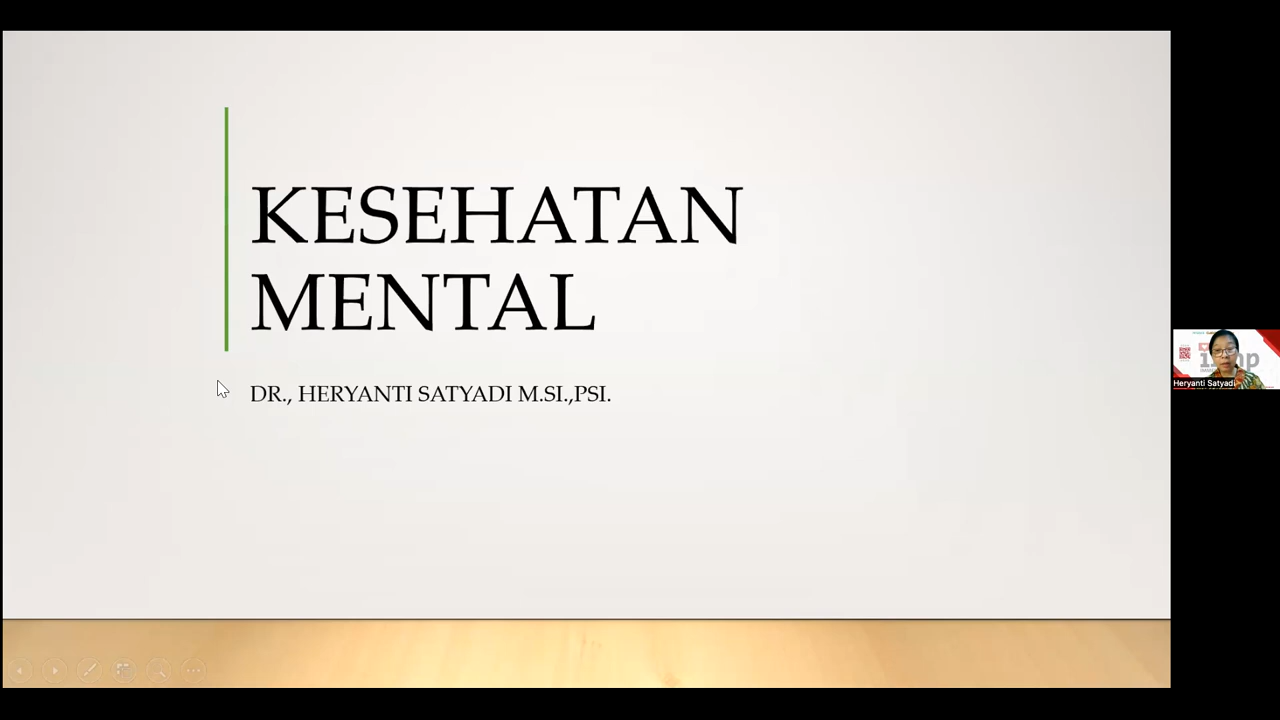 KESEHATAN
MENTAL
DR., HERYANTI SATYADI M.SI.,PSI.
Heryanti Satyadi